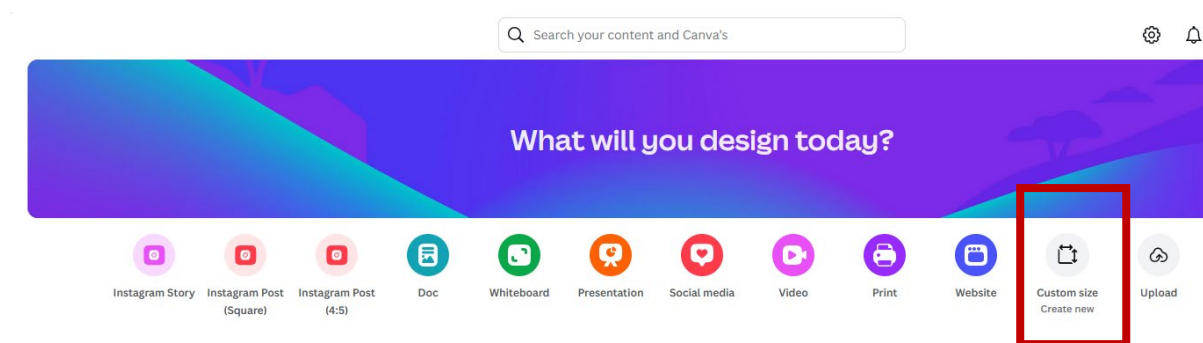 Search your content and Canva's
What will you design today?
Instagram Story
Instagram Post
(Square)
Instagram Post
(4:5)
Doc
Whiteboard
Presentation
Social media
Video
Print
Website
Custom size
Create new
Upload